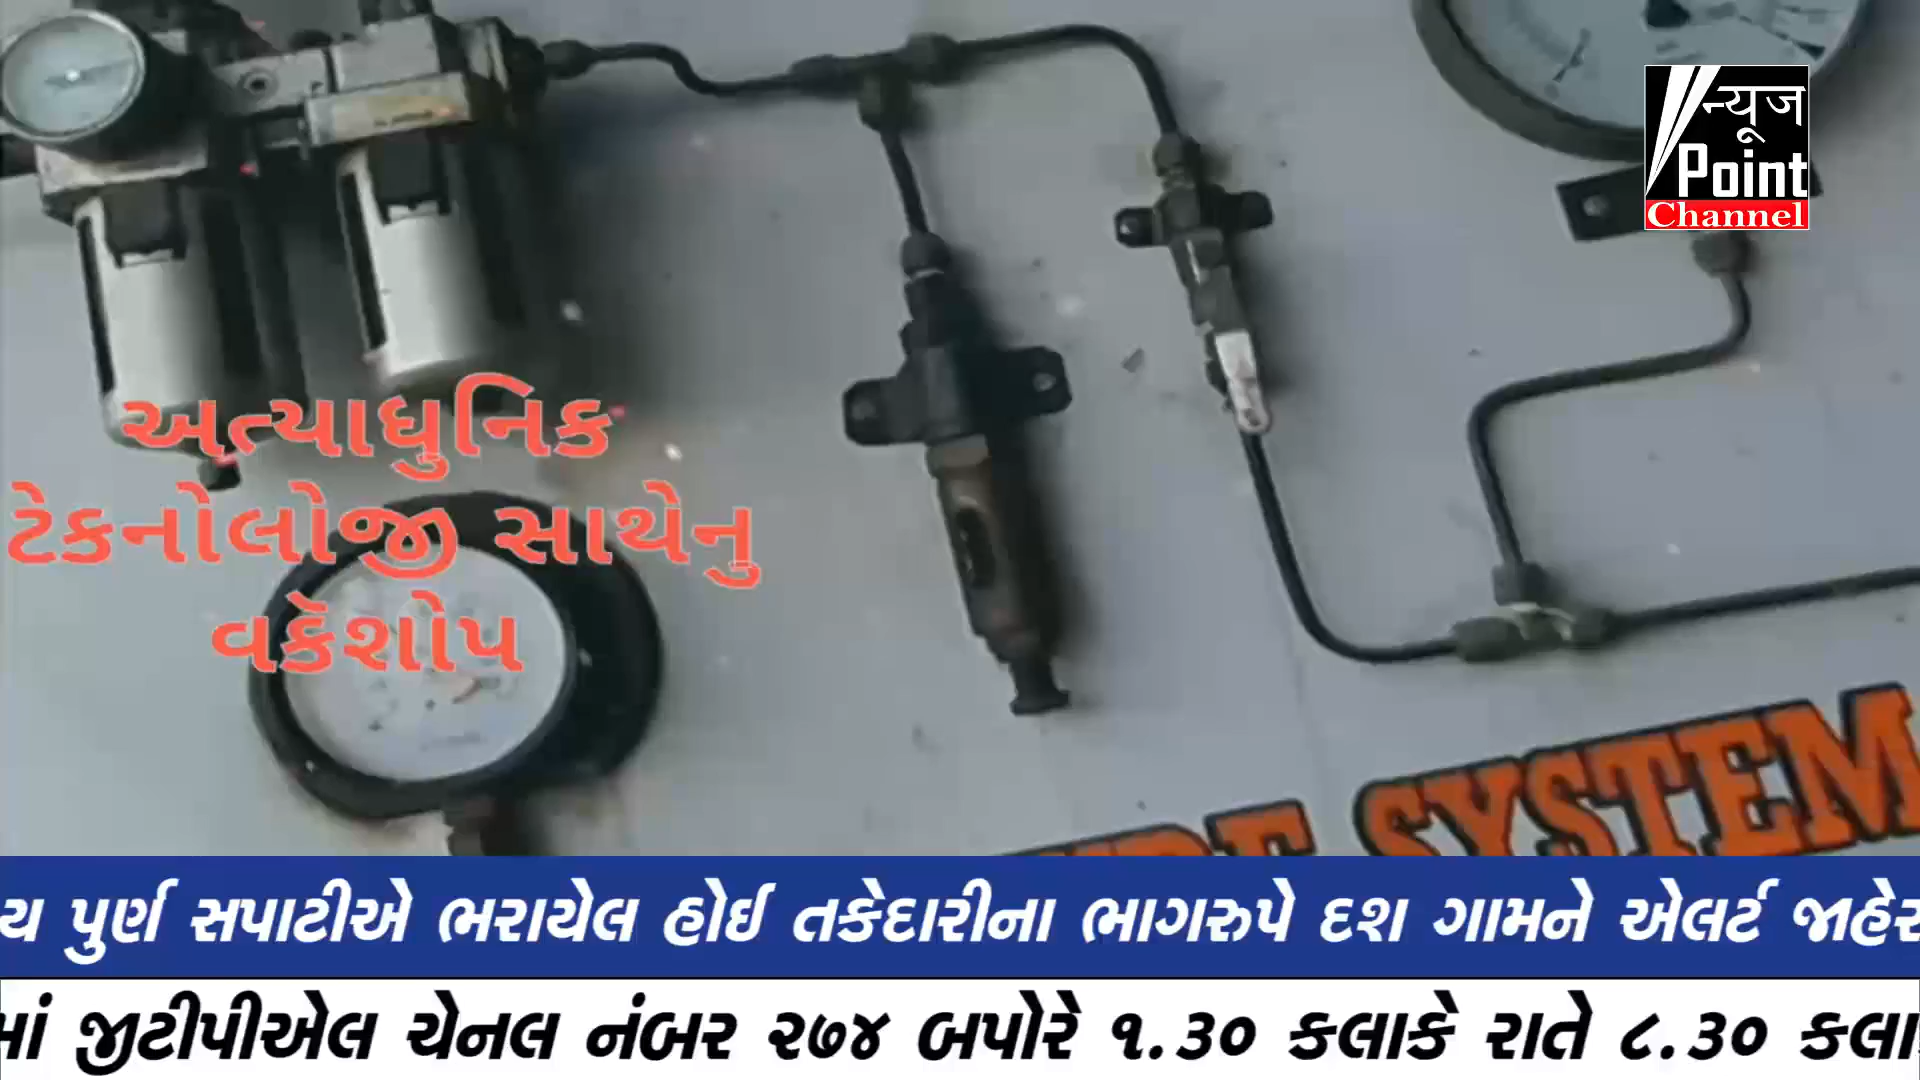 न्यूज
Point
Channel
અત્યાધુનિક
ટેકનોલોજી સાથેનુ
વર્કશોપ
SYSTEM
ય પુર્ણ સપાટીએ ભરાયેલ હોઈ તકેદારીના ભાગરુપે દશ ગામને એલર્ટ જાહેર
માં જીટીપીએલ ચેનલ નંબર ૨૭૪ બપોરે ૧.૩૦ કલાકે રાતે ૮.૩૦ કલા